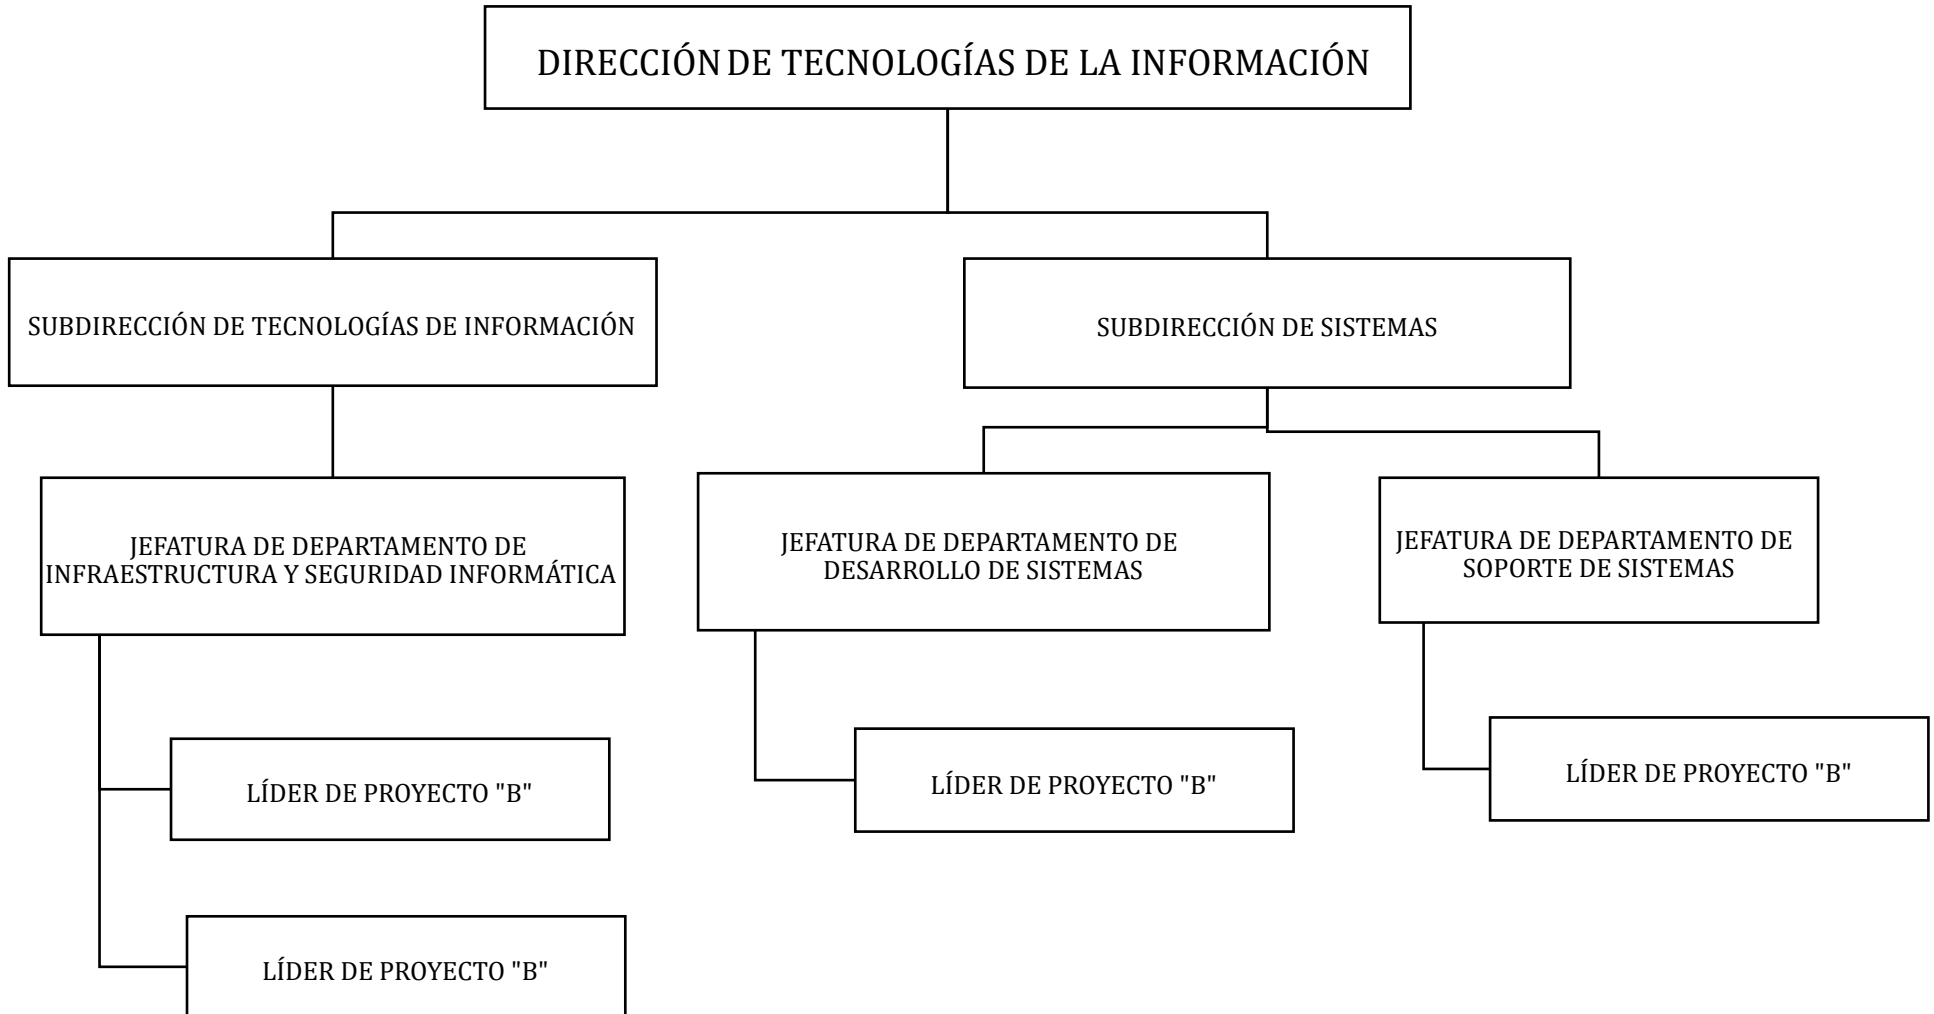 DIRECCIÓN DE TECNOLOGÍAS DE LA INFORMACIÓN
SUBDIRECCIÓN DE TECNOLOGÍAS DE INFORMACIÓN
SUBDIRECCIÓN DE SISTEMAS
JEFATURA DE DEPARTAMENTO DE
INFRAESTRUCTURA Y SEGURIDAD INFORMÁTICA
JEFATURA DE DEPARTAMENTO DE
DESARROLLO DE SISTEMAS
JEFATURA DE DEPARTAMENTO DE
SOPORTE DE SISTEMAS
LÍDER DE PROYECTO "B"
LÍDER DE PROYECTO "B"
LÍDER DE PROYECTO "B"
LÍDER DE PROYECTO "B"